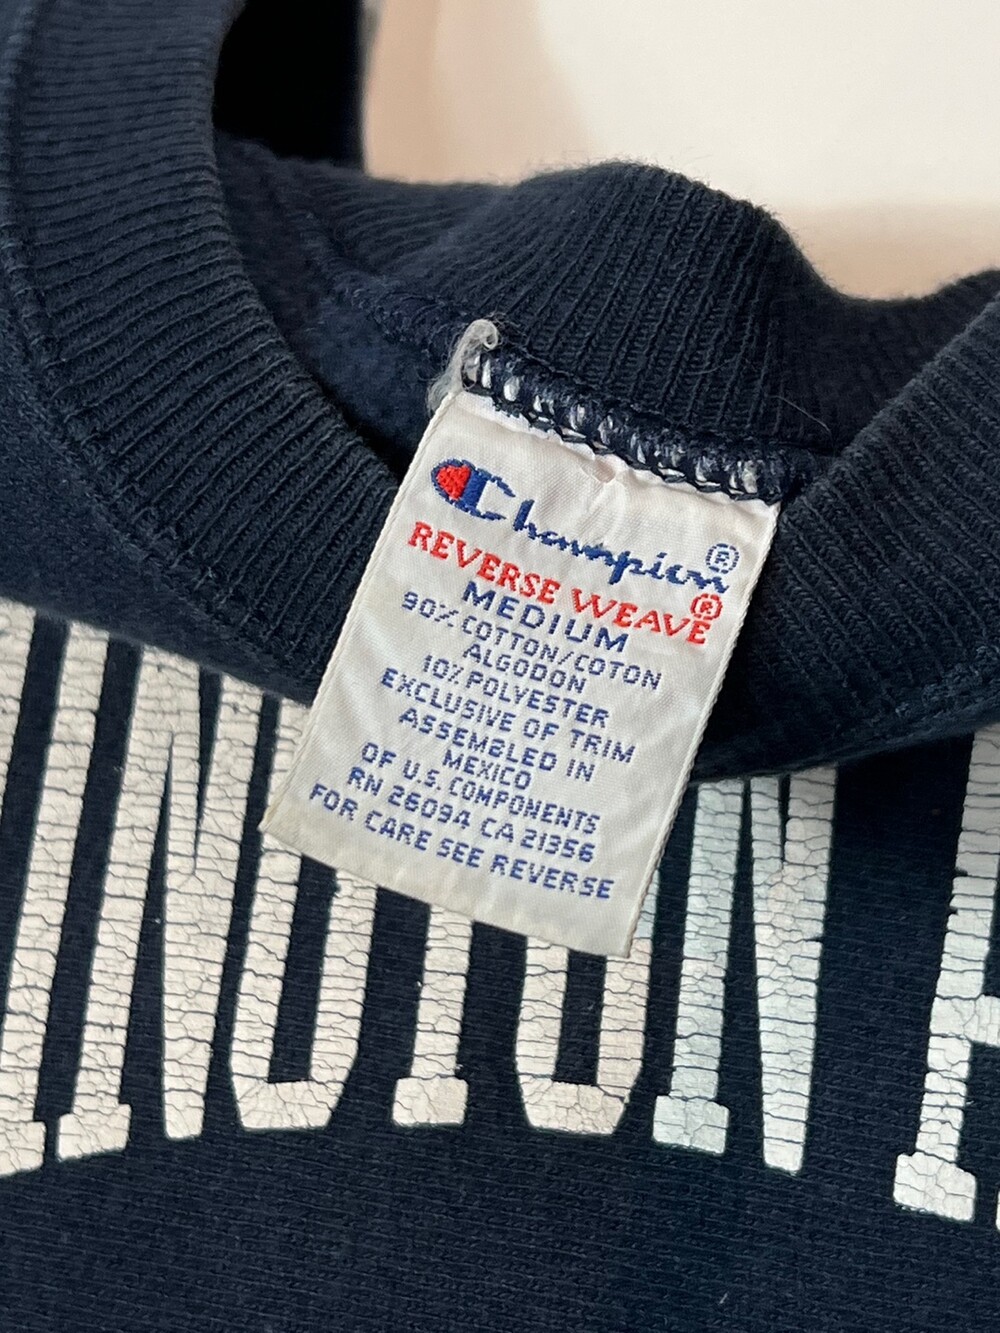 Champion®
REVERSE WEAVE®
MEDIUM
90% COTTON/COTON
ALGODON
10% POLYESTER
EXCLUSIVE OF TRIM
ASSEMBLED IN
MEXICO
OF U.S. COMPONENTS
RN 26094 CA 21356
FOR CARE SEE REVERSE